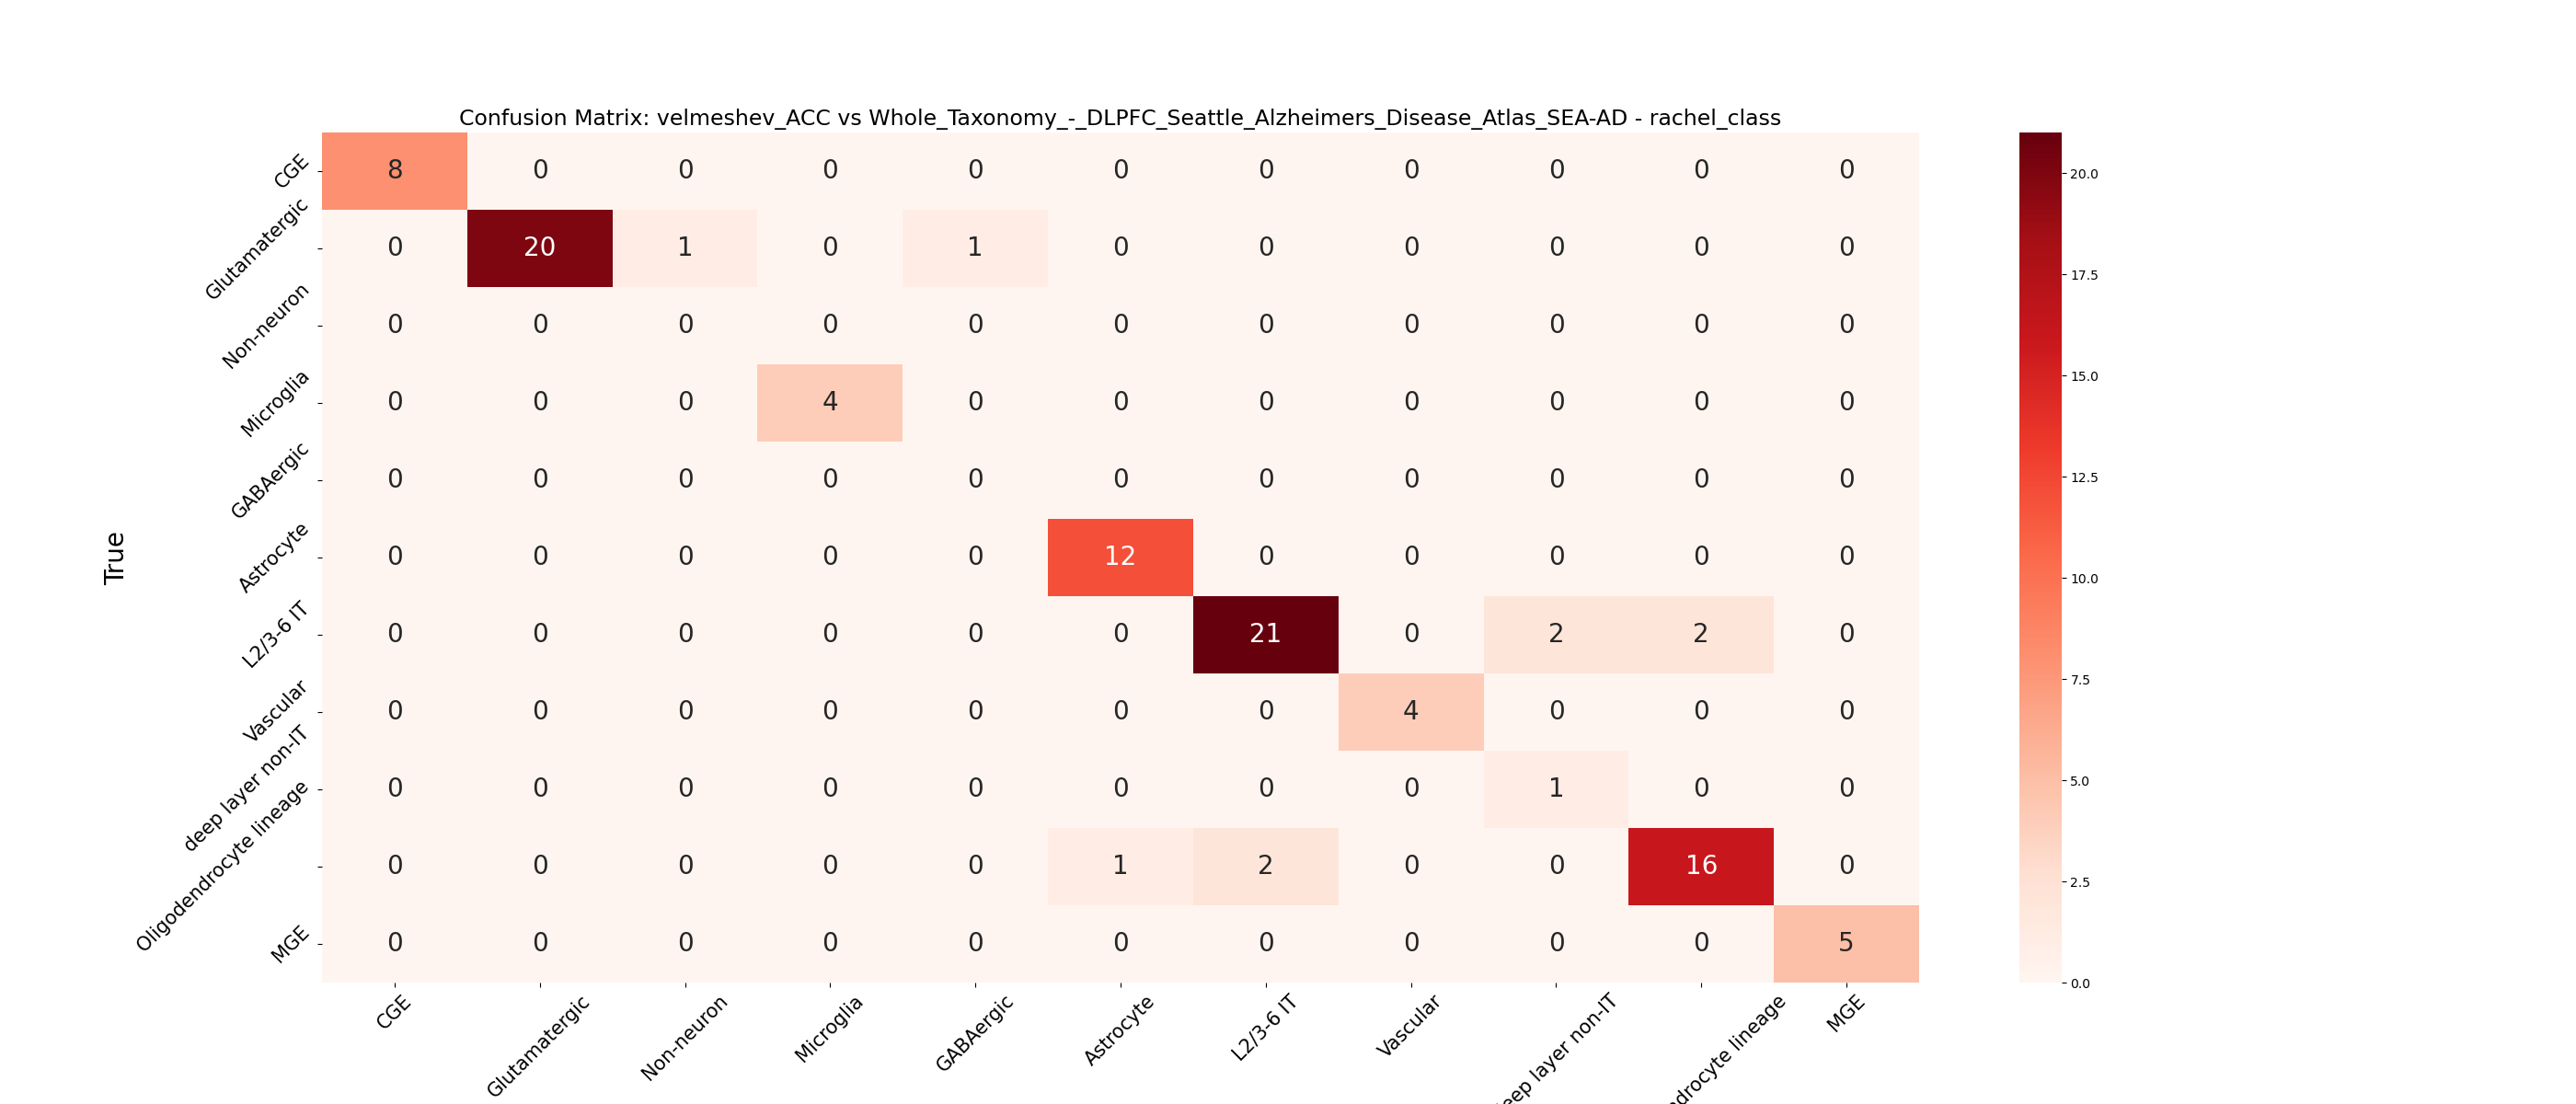 Confusion Matrix: velmeshev_ACC vs Whole_Taxonomy_-_DLPFC_Seattle_Alzheimers_Disease_Atlas_SEA-AD - rachel_class
True
CGE 8 0 0 0 0 0 0 0 0 0 0
Glutamatergic 0 20 1 0 1 0 0 0 0 0 0
Non-neuron 0 0 0 0 0 0 0 0 0 0 0
Microglia 0 0 0 4 0 0 0 0 0 0 0
GABAergic 0 0 0 0 0 0 0 0 0 0 0
Astrocyte 0 0 0 0 0 12 0 0 0 0 0
L2/3-6 IT 0 0 0 0 0 0 21 0 2 2 0
Vascular 0 0 0 0 0 0 0 4 0 0 0
deep layer non-IT 0 0 0 0 0 0 0 0 1 0 0
Oligodendrocyte lineage 0 0 0 0 0 1 2 0 0 16 0
MGE 0 0 0 0 0 0 0 0 0 0 5
CGE Glutamatergic Non-neuron Microglia GABAergic Astrocyte L2/3-6 IT Vascular eep layer non-IT ndrocyte lineage MGE
20.0
17.5
15.0
12.5
10.0
7.5
5.0
2.5
0.0